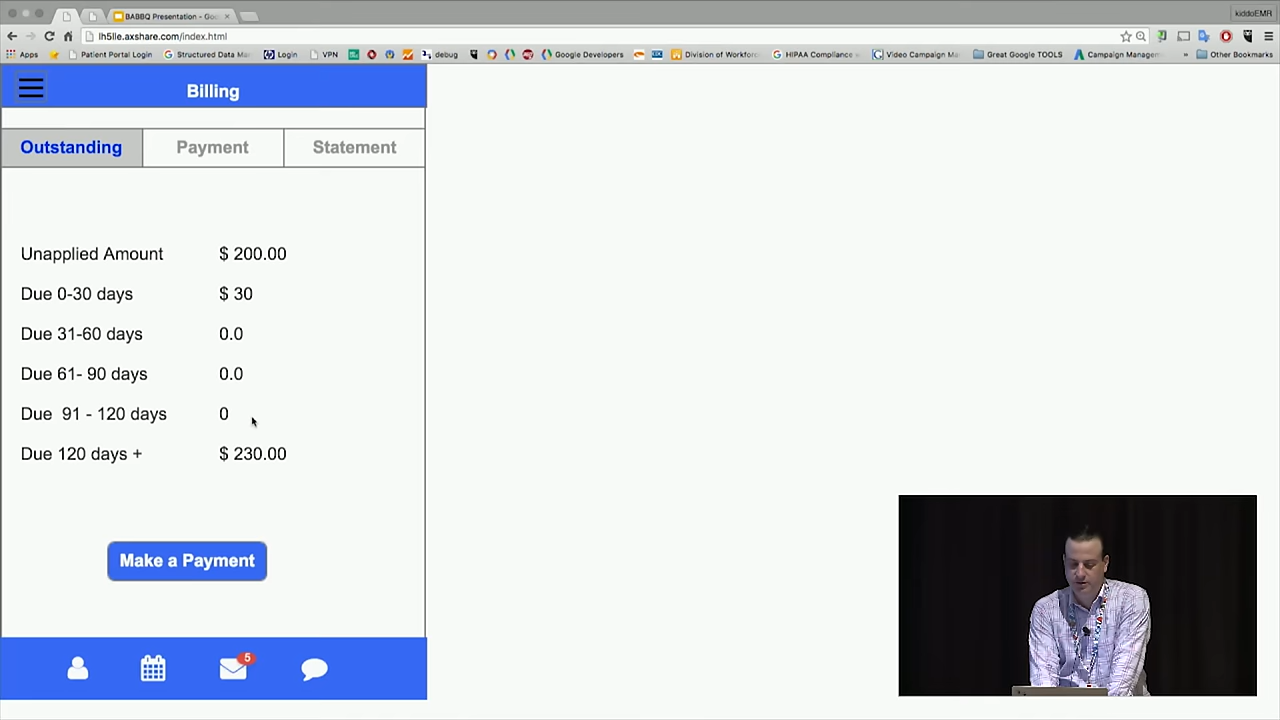 BABBQ Presentation - Goo
kiddoEMR
lh5lle.axshare.com/index.html
Apps Patient Portal Login Structured Data Ma Login VPN debug Google Developers Division of Workforc HIPAA Compliance Video Campaign Ma Great Google TOOLS Campaign Managem » Other Bookmarks
Billing
Outstanding Payment Statement
Unapplied Amount $ 200.00
Due 0-30 days $ 30
Due 31-60 days 0.0
Due 61- 90 days 0.0
Due 91 - 120 days 0
Due 120 days + $ 230.00
Make a Payment
5